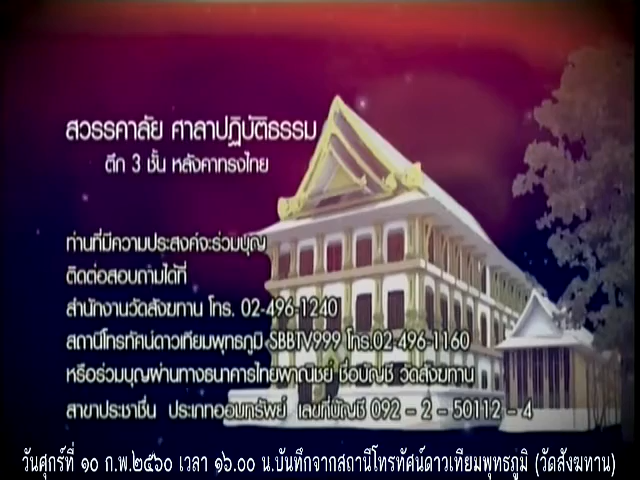 สวรรคาลัย ศาลาปฏิบัติธรรม
ตึก 3 ชั้น หลังคาทรงไทย
ท่านที่มีความประสงค์จะร่วมบุญ
ติดต่อสอบถามได้ที่
สำนักงานวัดสังฆทาน โทร. 02-496-1240
สถานีโทรทัศน์ดาวเทียมพุทธภูมิ SBBTV999 โทร.02-496-1160
หรือร่วมบุญผ่านทางธนาคารไทยพาณิชย์ ชื่อบัญชี วัดสังฆทาน
สาขาประชาชื่น ประเภทออมทรัพย์ เลขที่บัญชี 092 - 2 - 50112 - 4
วันศุกร์ที่ ๑๐ ก.พ.๒๕๖๐ เวลา ๑๖.๐๐ น.บันทึกจากสถานีโทรทัศน์ดาวเทียมพุทธภูมิ (วัดสังฆทาน)